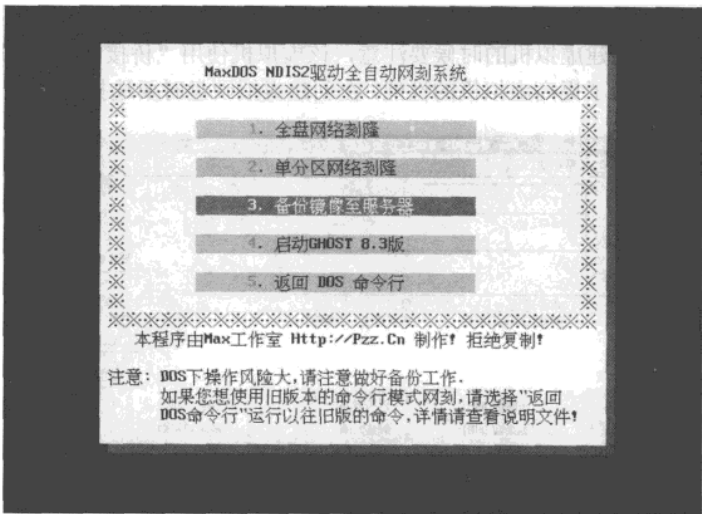 MaxDOS NDIS2驱动全自动网刻系统
1. 全盘网络刻隆
2. 单分区网络刻隆
3. 备份镜像至服务器
4. 启动GHOST 8.3版
5. 返回 DOS 命令行
本程序由Max工作室 Http://Pzz.Cn 制作! 拒绝复制!
注意: DOS下操作风险大,请注意做好备份工作.
如果您想使用旧版本的命令行模式网刻,请选择"返回
DOS命令行"运行以往旧版的命令,详情请查看说明文件!